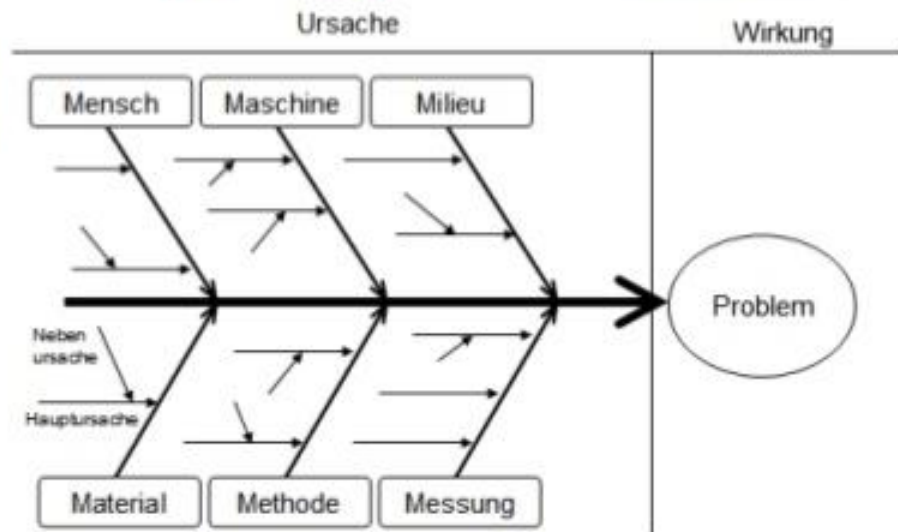 Ursache
Wirkung
Mensch
Maschine
Milieu
Problem
Neben
ursache
Hauptursache
Material
Methode
Messung